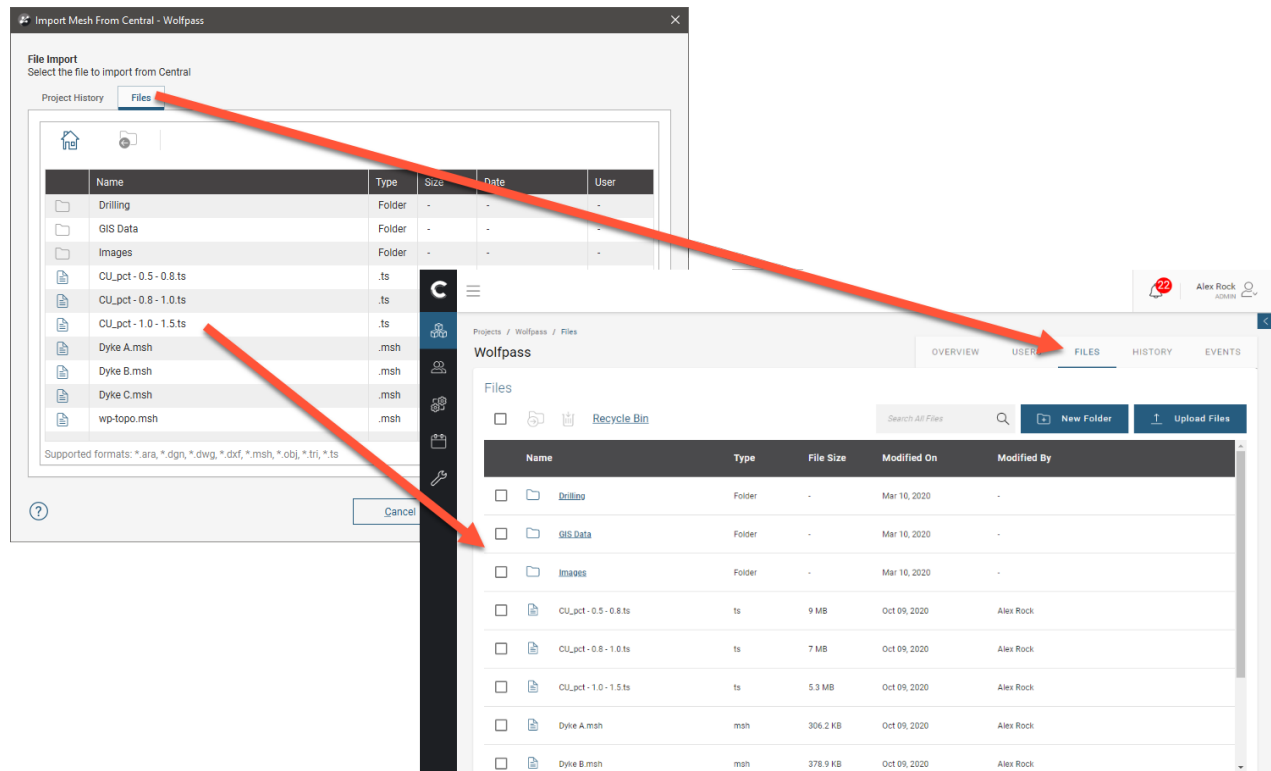 Import Mesh From Central - Wolfpass
File Import
Select the file to import from Central
Project History Files
Name Type Size Date User
Drilling Folder - - -
GIS Data Folder - - -
Images Folder - - -
CU_pct - 0.5 - 0.8.ts .ts
CU_pct - 0.8 - 1.0.ts .ts
CU_pct - 1.0 - 1.5.ts .ts
Dyke A.msh .msh
Dyke B.msh .msh
Dyke C.msh .msh
wp-topo.msh .msh
Supported formats: *.ara, *.dgn, *.dwg, *.dxf, *.msh, *.obj, *.tri, *.ts
Cancel
22 Alex Rock
ADMIN
Projects / Wolfpass / Files
Wolfpass
OVERVIEW USERS FILES HISTORY EVENTS
Files
Recycle Bin Search All Files New Folder Upload Files
Name Type File Size Modified On Modified By
Drilling Folder - Mar 10, 2020 -
GIS Data Folder - Mar 10, 2020 -
Images Folder - Mar 10, 2020 -
CU_pct - 0.5 - 0.8.ts ts 9 MB Oct 09, 2020 Alex Rock
CU_pct - 0.8 - 1.0.ts ts 7 MB Oct 09, 2020 Alex Rock
CU_pct - 1.0 - 1.5.ts ts 5.3 MB Oct 09, 2020 Alex Rock
Dyke A.msh msh 306.2 KB Oct 09, 2020 Alex Rock
Dyke B.msh msh 378.9 KB Oct 09, 2020 Alex Rock